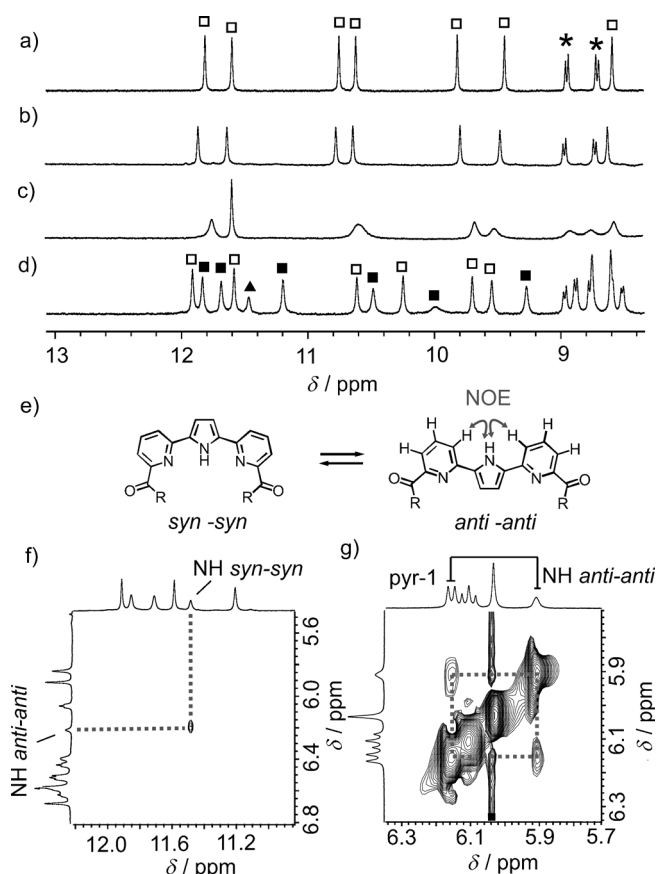 a)
b)
c)
d)
* *
13 12 11 10 9
δ / ppm
e)
NOE
N N H N O R O R
H H H H H H H N N N O R O R
syn -syn
anti -anti
f)
NH syn-syn
NH anti-anti
5.6
6.0
6.4
6.8
δ / ppm
12.0 11.6 11.2
δ / ppm
g)
pyr-1
NH anti-anti
5.9
6.1
6.3
δ / ppm
6.3 6.1 5.9 5.7
δ / ppm